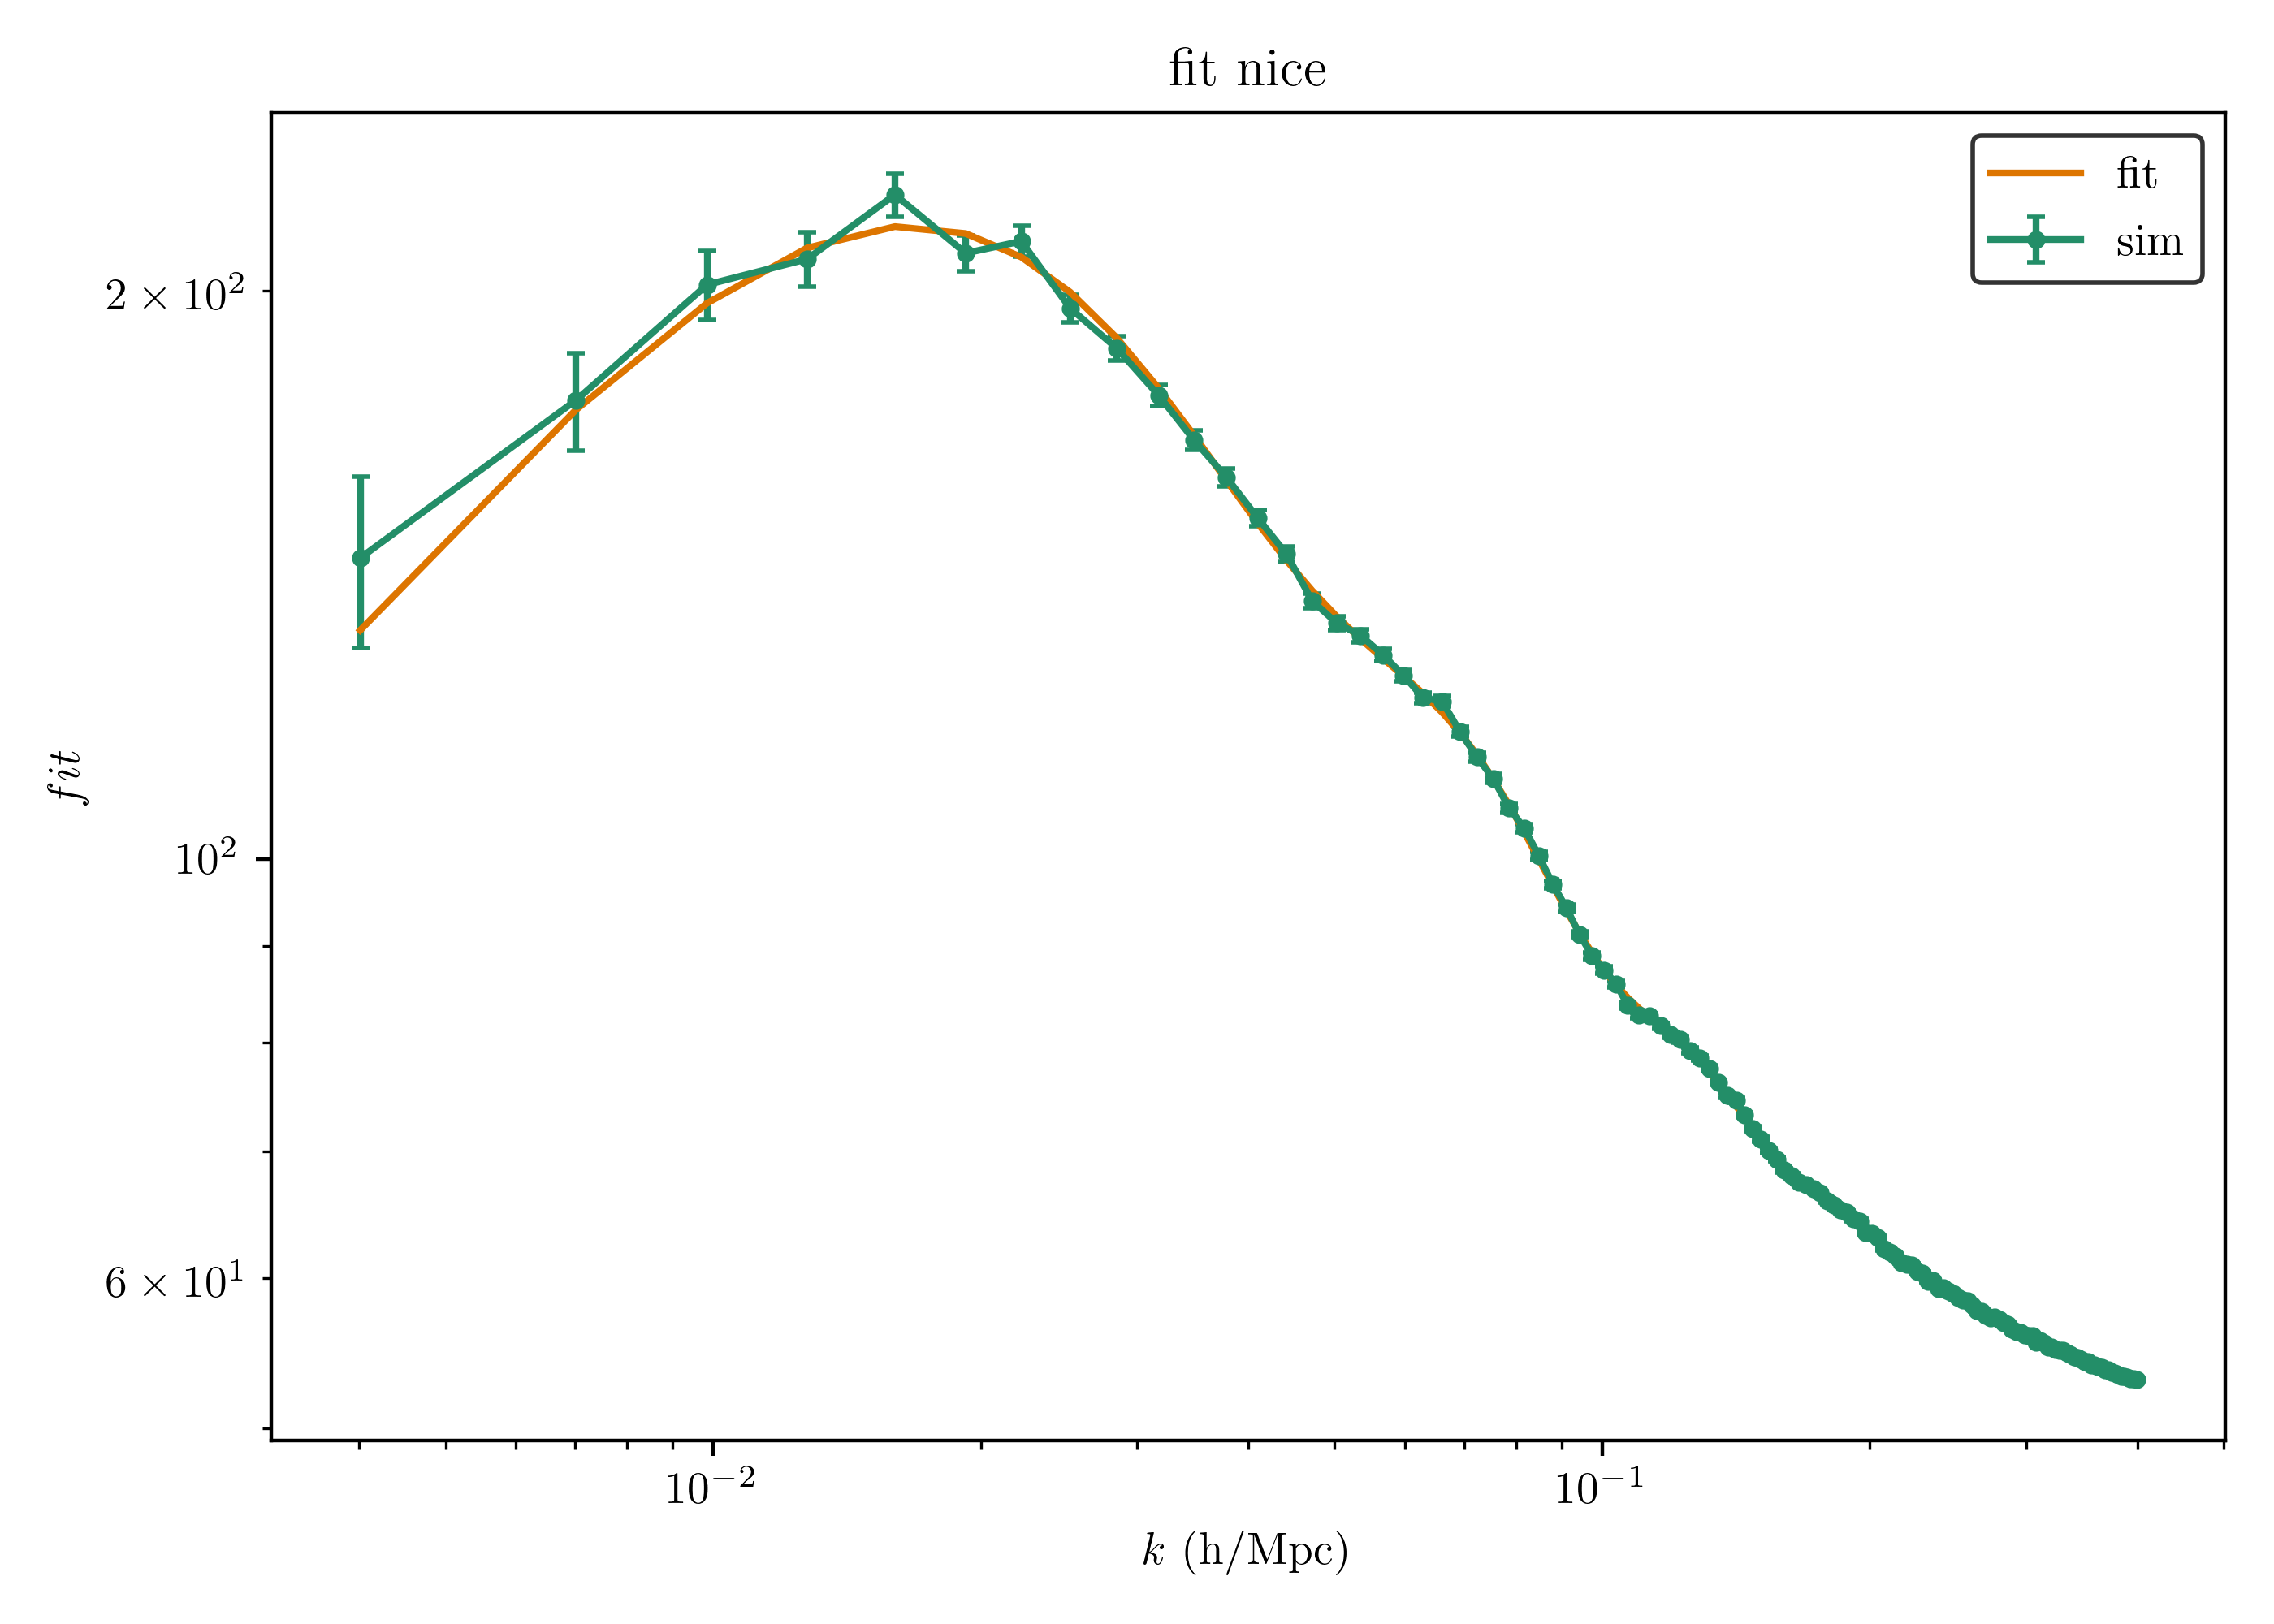 fit nice
fit
sim
2 × 10²
10²
6 × 10¹
fit
10⁻²
10⁻¹
k (h/Mpc)